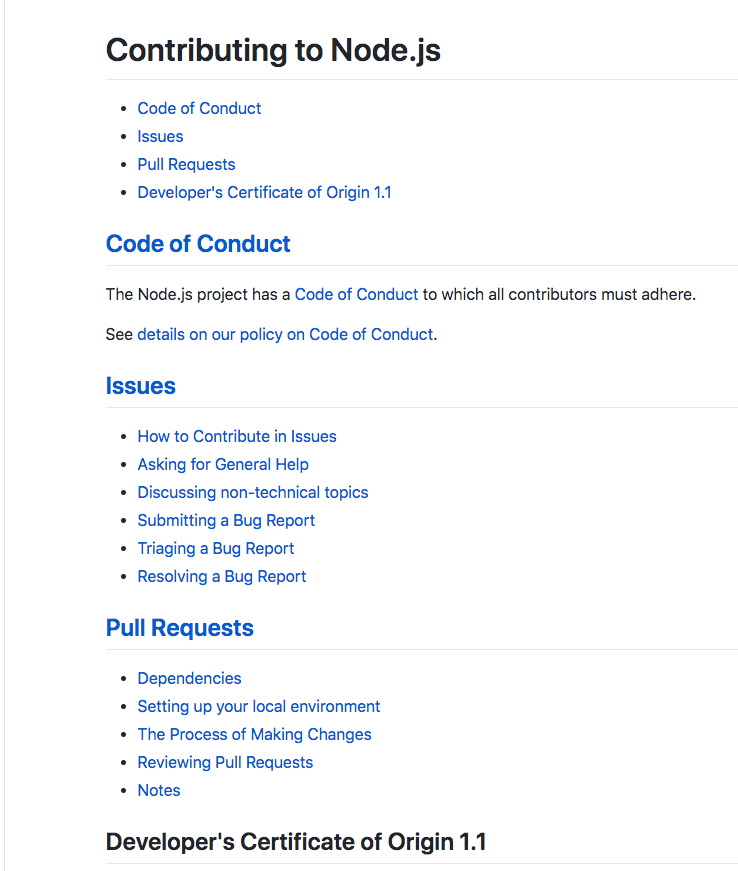 Contributing to Node.js
Code of Conduct
Issues
Pull Requests
Developer's Certificate of Origin 1.1
Code of Conduct
The Node.js project has a Code of Conduct to which all contributors must adhere.
See details on our policy on Code of Conduct.
Issues
How to Contribute in Issues
Asking for General Help
Discussing non-technical topics
Submitting a Bug Report
Triaging a Bug Report
Resolving a Bug Report
Pull Requests
Dependencies
Setting up your local environment
The Process of Making Changes
Reviewing Pull Requests
Notes
Developer's Certificate of Origin 1.1